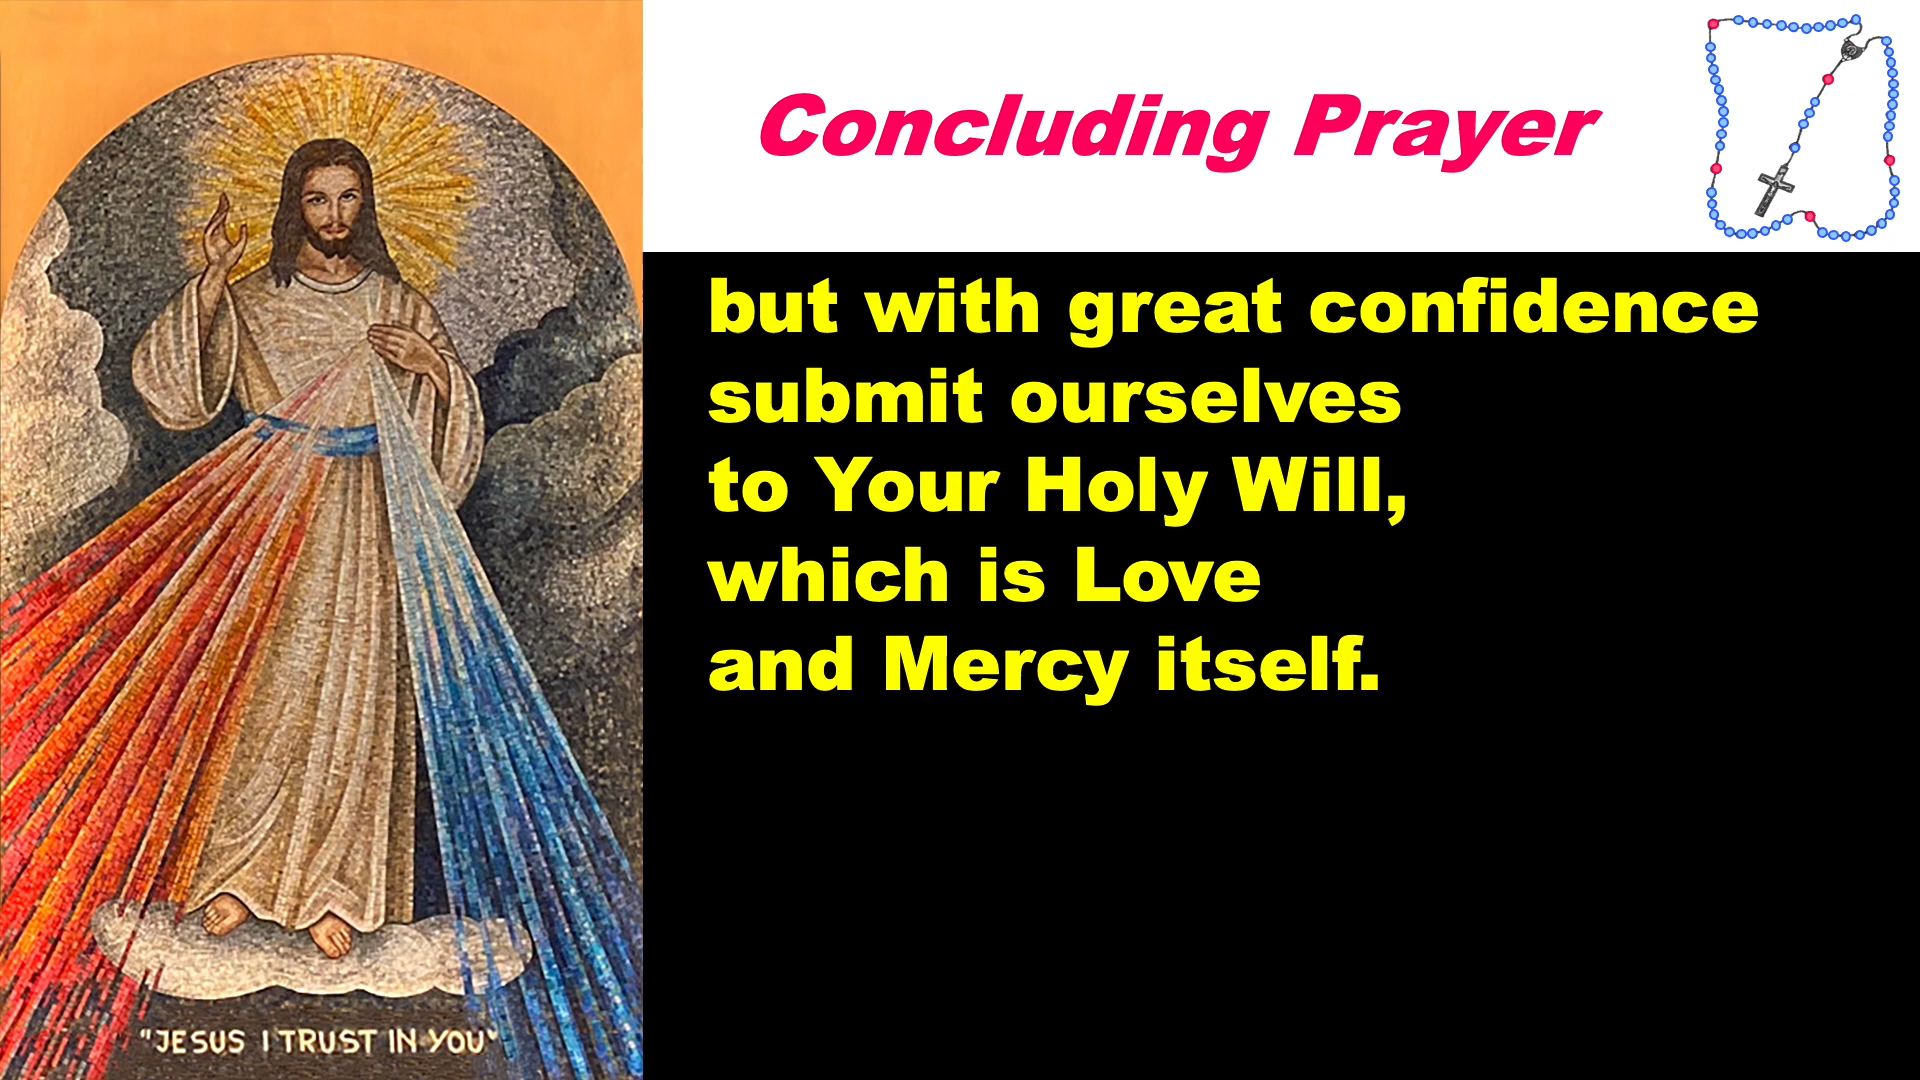 Concluding Prayer
but with great confidence
submit ourselves
to Your Holy Will,
which is Love
and Mercy itself.
"JESUS I TRUST IN YOU"